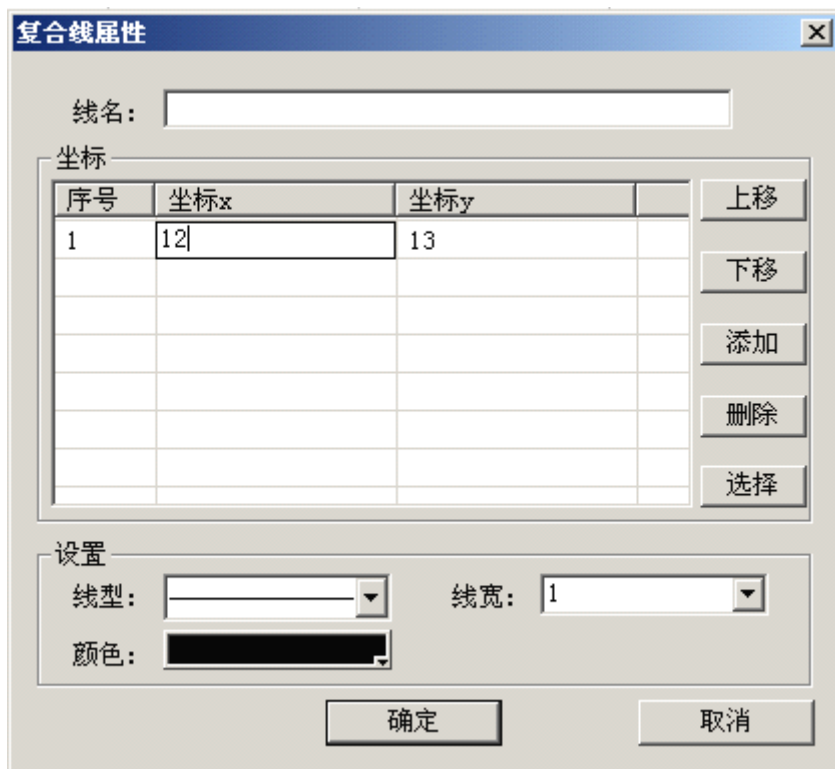 复合线属性
线名：
坐标
序号 坐标x 坐标y
1 12 13
上移
下移
添加
删除
选择
设置
线型： 线宽： 1
颜色：
确定 取消